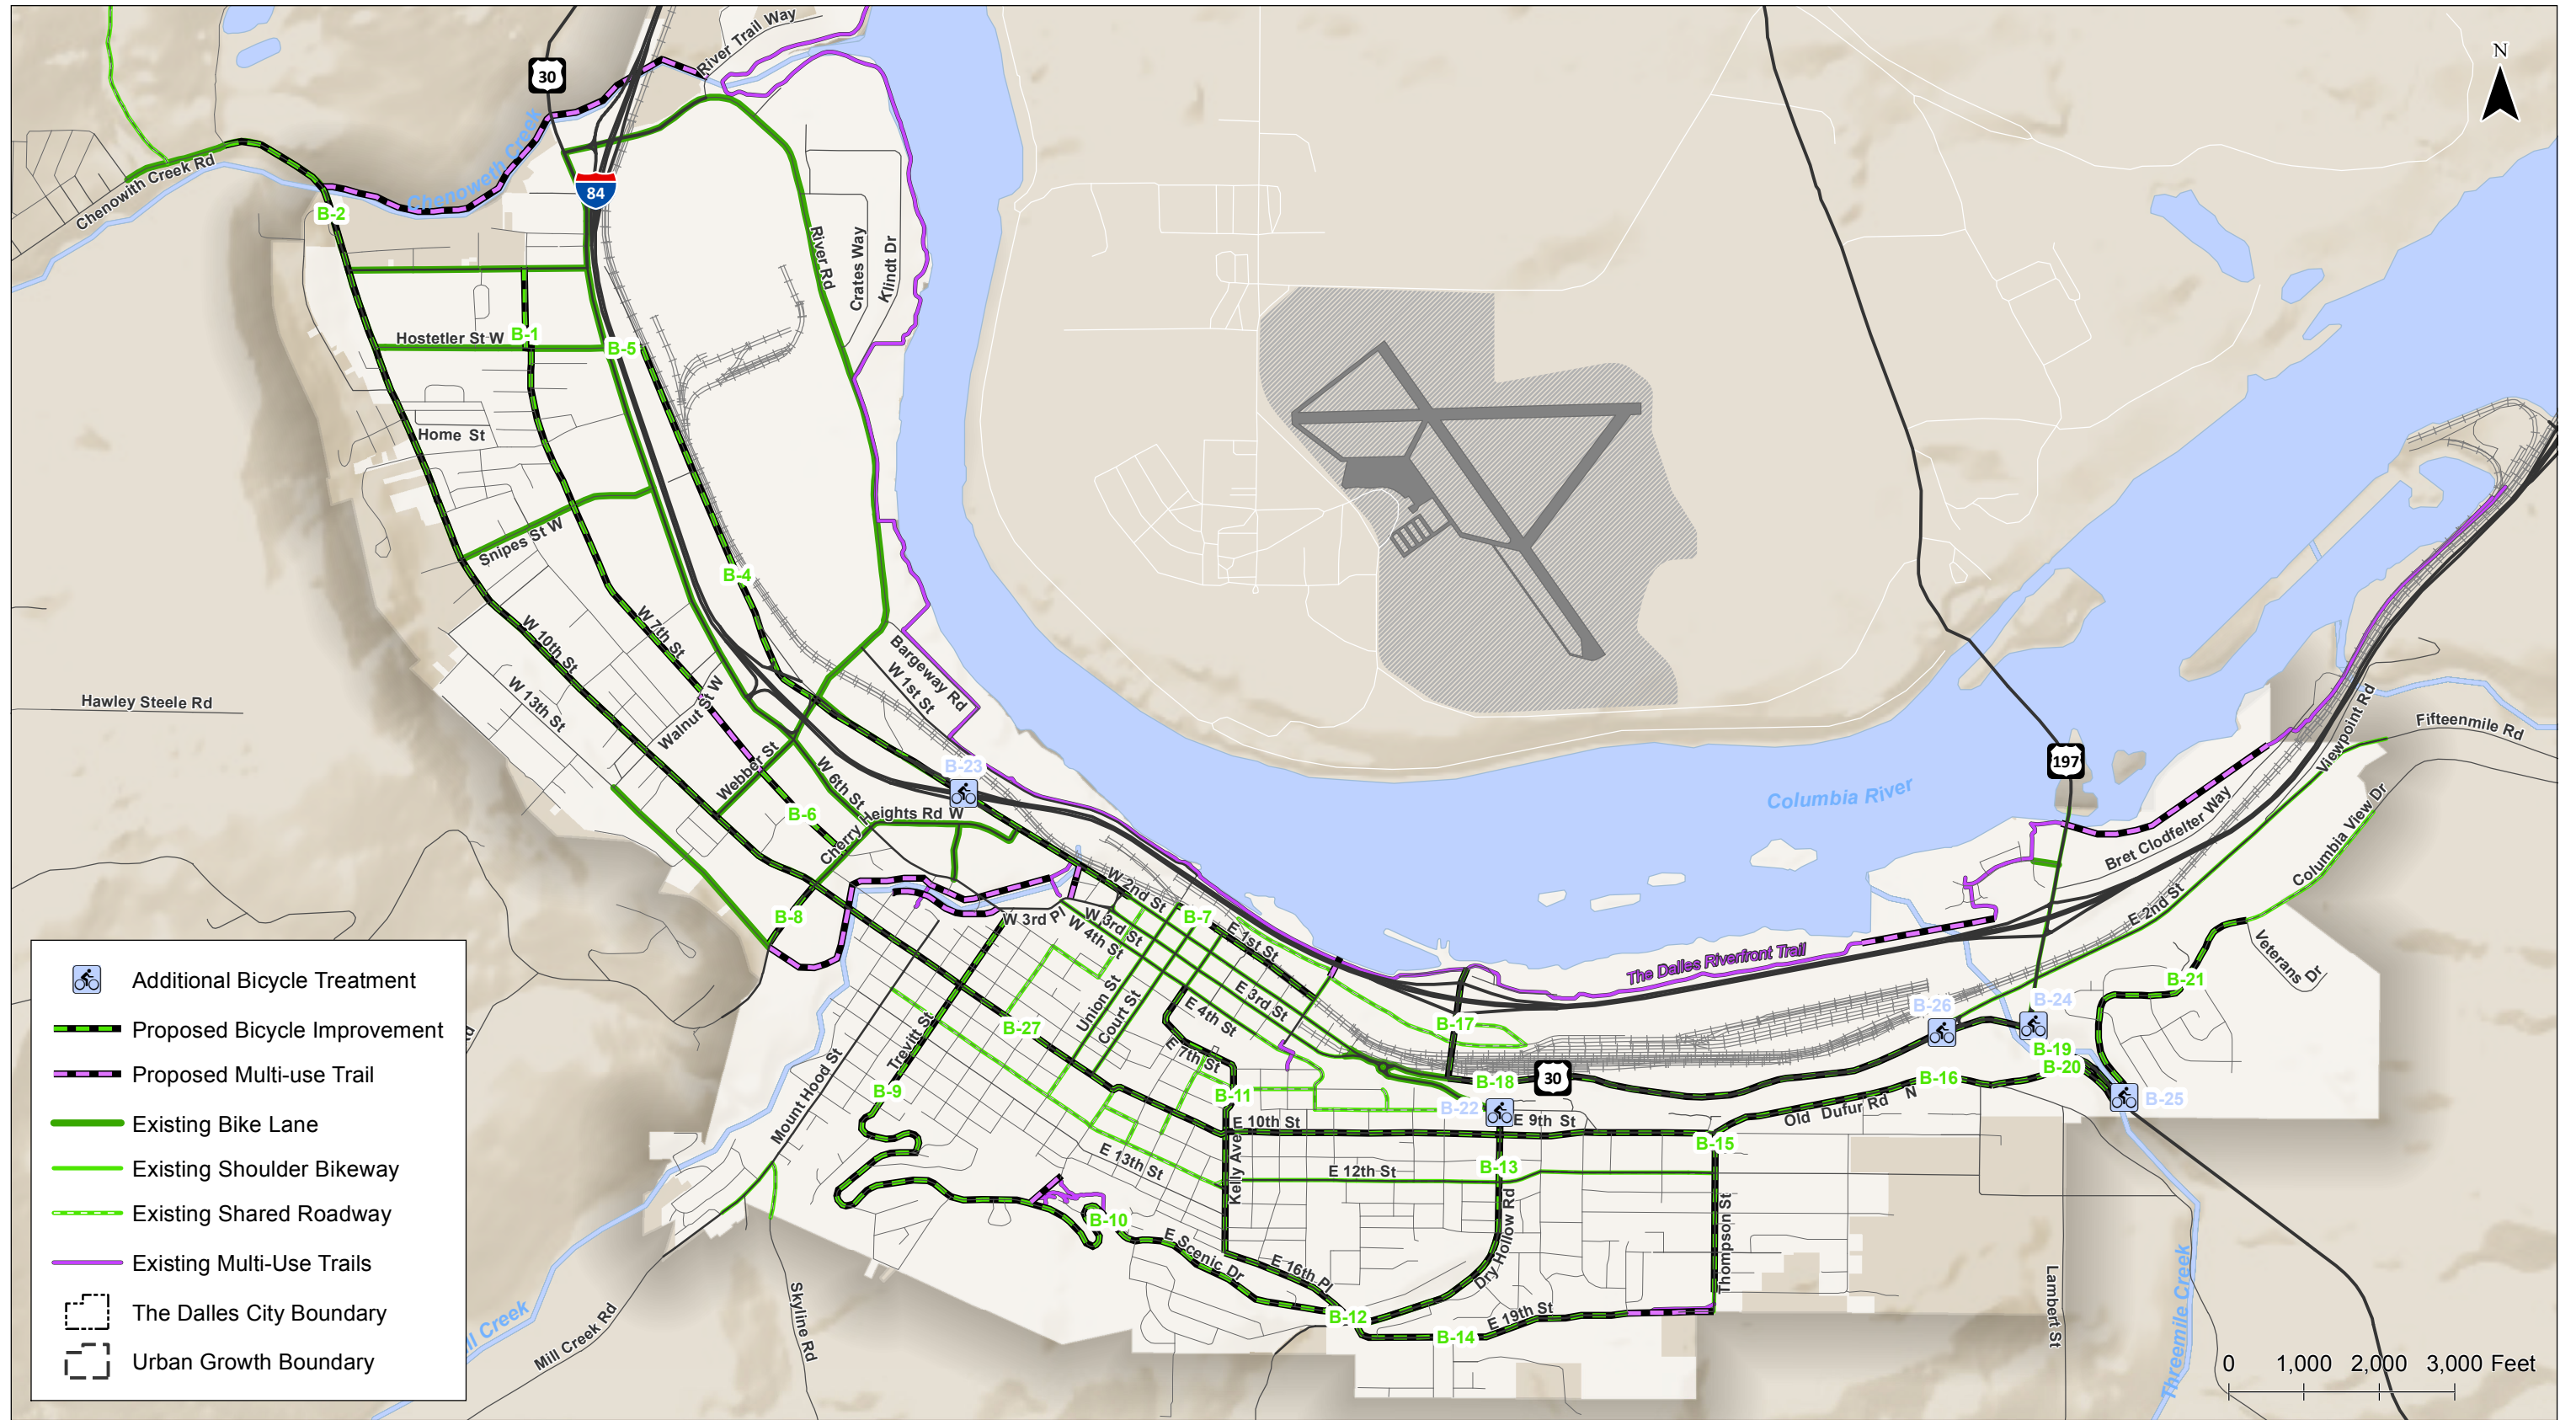 N
30
River Trail Way
Chenoweth Creek
Chenowith Creek Rd
84
B-2
River Rd
Crates Way
Klindt Dr
Hostetler St W
B-1
B-5
Home St
Snipes St W
B-4
W 10th St
W 7th St
Bargeway Rd
W 1st St
Hawley Steele Rd
W 13th St
Walnut St W
Viewpoint Rd
Fifteenmile Rd
197
Webber St
B-23
W 6th St
Columbia River
B-6
Cherry Heights Rd W
Bret Clodfelter Way
Columbia View Dr
W 2nd St
B-8
W 3rd Pl
W 3rd St
W 4th St
B-7
E 1st St
E 2nd St
The Dalles Riverfront Trail
Veterans Dr
B-21
Union St
Court St
E 3rd St
E 4th St
B-27
B-17
B-26
B-24
Trevitt St
E 7th St
B-19
B-20
B-9
Mount Hood St
B-11
B-18
30
B-16
B-22
B-25
Old Dufur Rd N
E 10th St
E 9th St
B-15
E 13th St
Kelly Ave
E 12th St
B-13
Dry Hollow Rd
Thompson St
B-10
E Scenic Dr
E 16th Pl
B-12
E 19th St
B-14
Skyline Rd
Mill Creek Rd
ill Creek
Rd
Lambert St
Threemile Creek
Additional Bicycle Treatment
Proposed Bicycle Improvement
Proposed Multi-use Trail
Existing Bike Lane
Existing Shoulder Bikeway
Existing Shared Roadway
Existing Multi-Use Trails
The Dalles City Boundary
Urban Growth Boundary
0 1,000 2,000 3,000 Feet